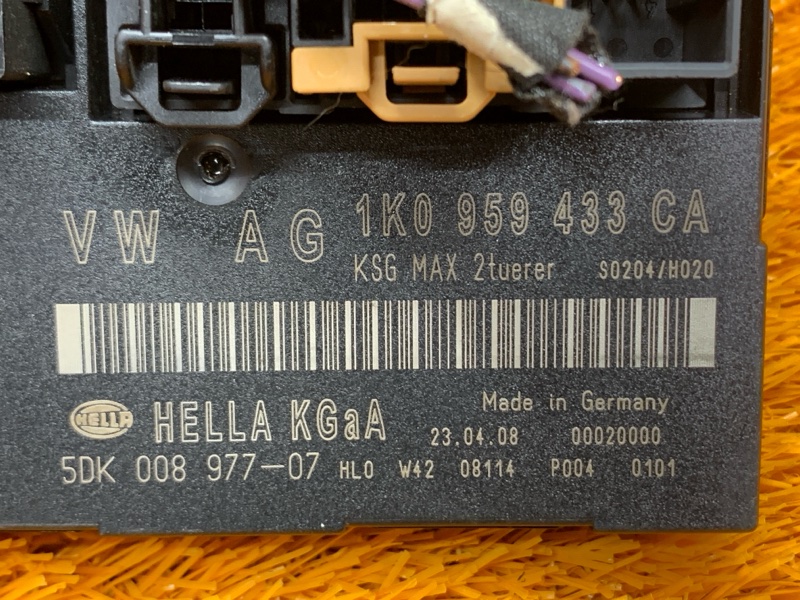 VW AG 1K0 959 433 CA
KSG MAX 2tuerer S0204/H020
HELLA HELLA KGaA Made in Germany
23.04.08 00020000
5DK 008 977-07 HLO W42 08114 P004 0101